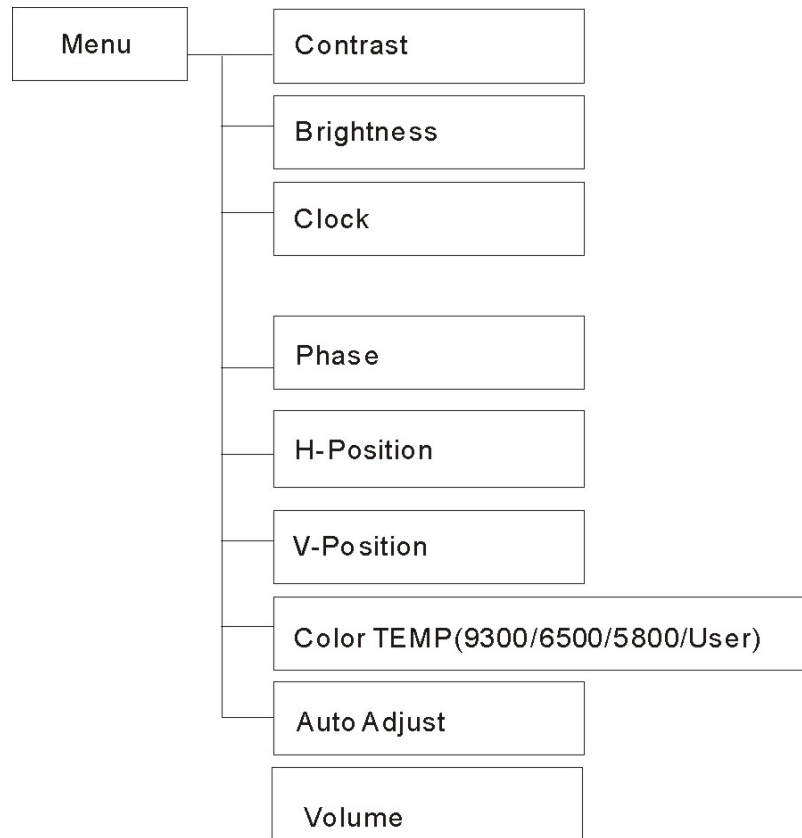 Menu
Contrast
Brightness
Clock
Phase
H-Position
V-Position
Color TEMP(9300/6500/5800/User)
Auto Adjust
Volume